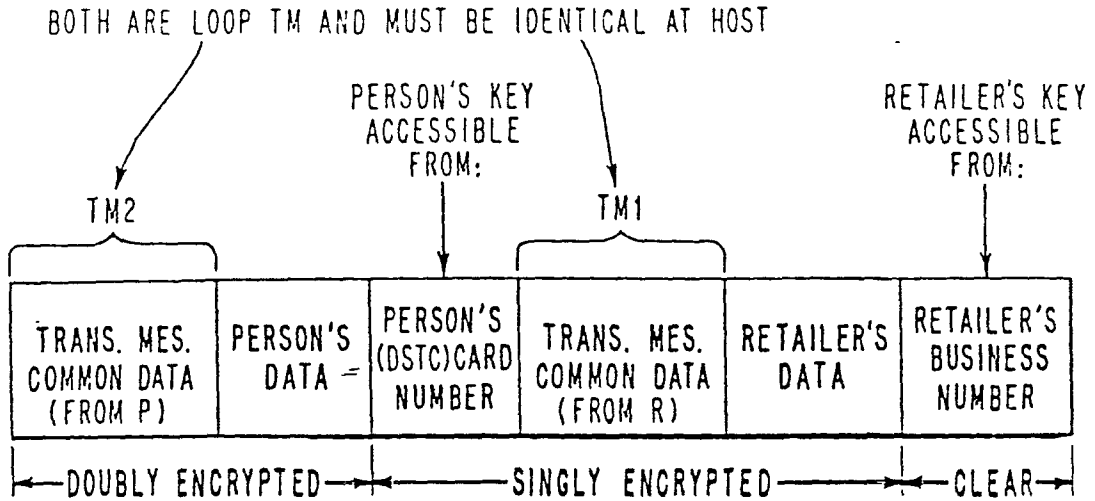 BOTH ARE LOOP TM AND MUST BE IDENTICAL AT HOST
PERSON'S KEY
ACCESSIBLE
FROM:
RETAILER'S KEY
ACCESSIBLE
FROM:
TM2
TM1
TRANS. MES.
COMMON DATA
(FROM P)
PERSON'S
DATA
PERSON'S
(DSTC)CARD
NUMBER
TRANS. MES.
COMMON DATA
(FROM R)
RETAILER'S
DATA
RETAILER'S
BUSINESS
NUMBER
DOUBLY ENCRYPTED
SINGLY ENCRYPTED
CLEAR